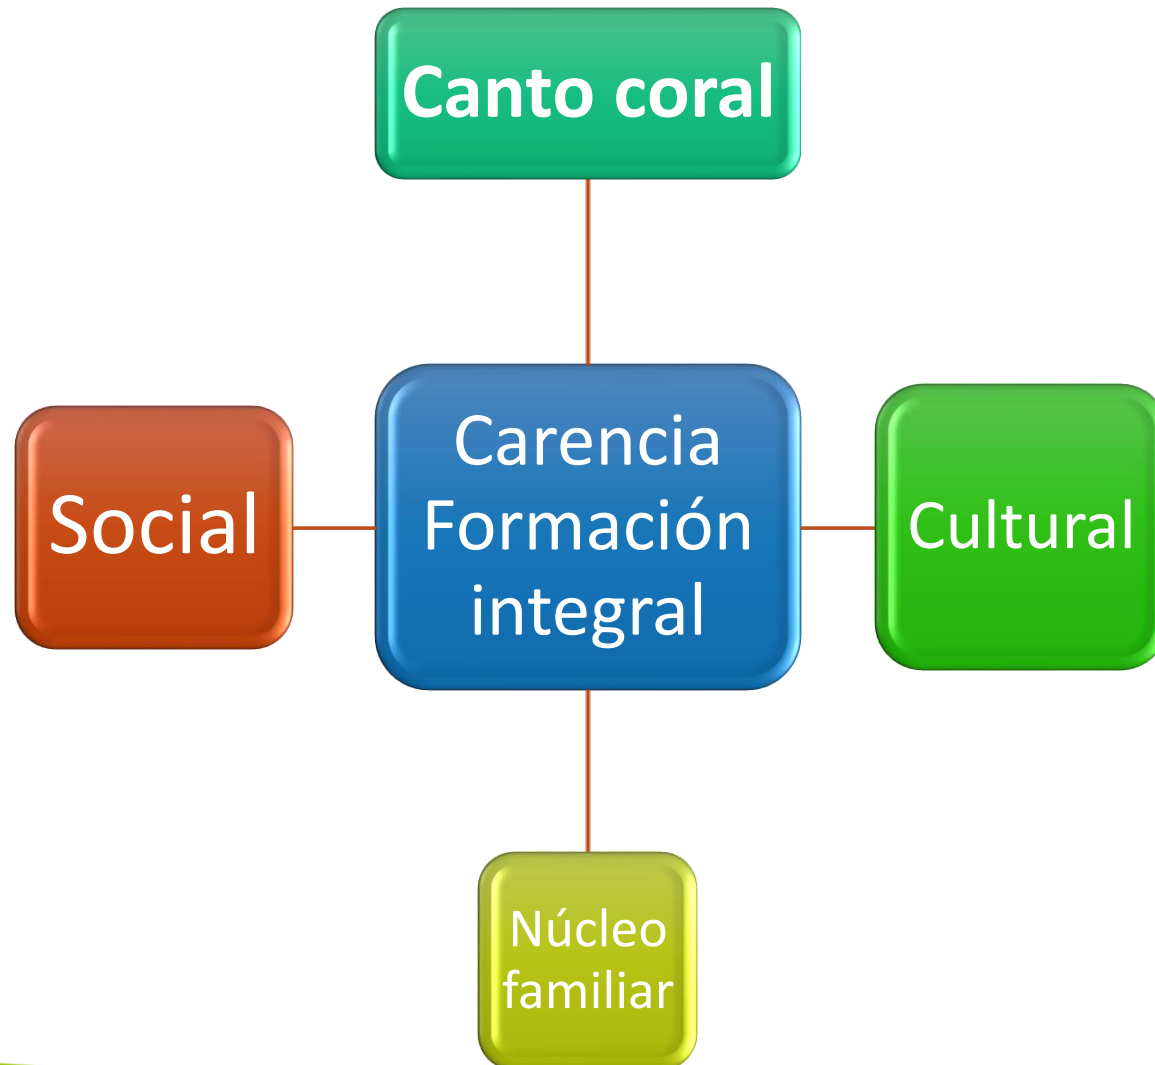 Canto coral
Social
Carencia
Formación
integral
Cultural
Núcleo
familiar